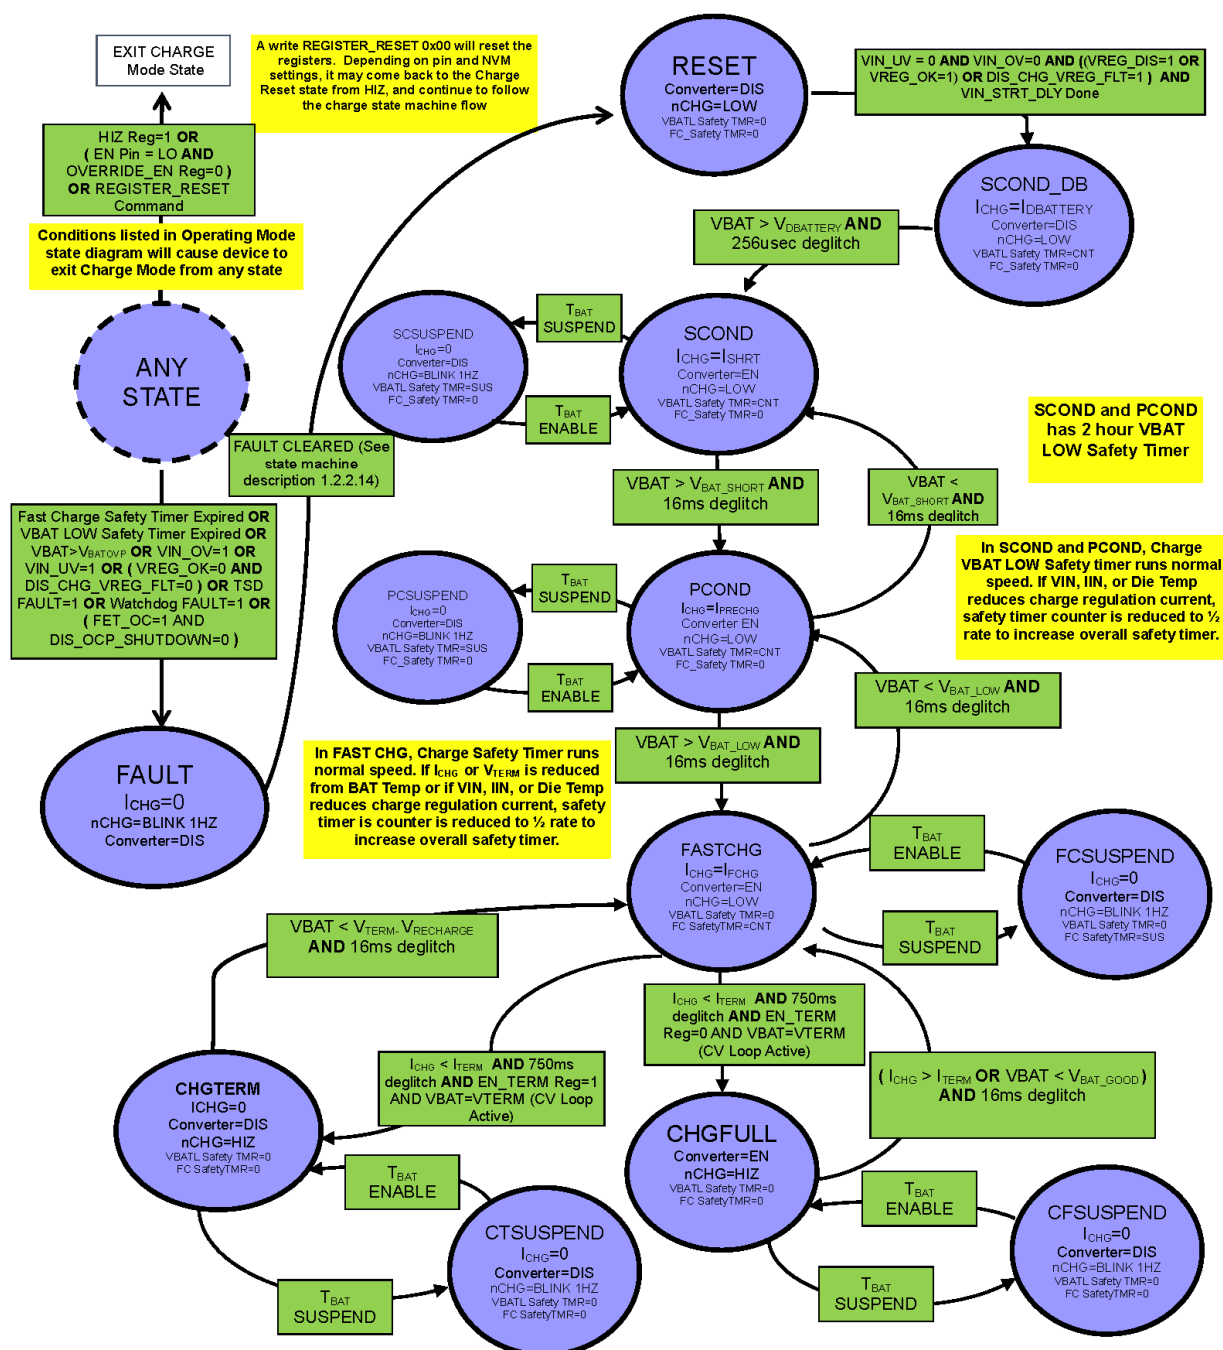 EXIT CHARGE
Mode State
A write REGISTER_RESET 0x00 will reset the
registers.  Depending on pin and NVM
settings, it may come back to the Charge
Reset state from HIZ, and continue to follow
the charge state machine flow
HIZ Reg=1 OR
( EN Pin = LO AND
OVERRIDE_EN Reg=0 )
OR REGISTER_RESET
Command
Conditions listed in Operating Mode
state diagram will cause device to
exit Charge Mode from any state
ANY
STATE
Fast Charge Safety Timer Expired OR
VBAT LOW Safety Timer Expired OR
VBAT>VBATOVP OR VIN_OV=1 OR
VIN_UV=1 OR ( VREG_OK=0 AND
DIS_CHG_VREG_FLT=0 ) OR TSD
FAULT=1 OR Watchdog FAULT=1 OR
( FET_OC=1 AND
DIS_OCP_SHUTDOWN=0 )
FAULT
ICHG=0
nCHG=BLINK 1HZ
Converter=DIS
FAULT CLEARED (See
state machine
description 1.2.2.14)
RESET
Converter=DIS
nCHG=LOW
VBATL Safety TMR=0
FC_Safety TMR=0
VIN_UV = 0 AND VIN_OV=0 AND ((VREG_DIS=1 OR
VREG_OK=1) OR DIS_CHG_VREG_FLT=1 ) AND
VIN_STRT_DLY Done
SCOND_DB
ICHG=IDBATTERY
Converter=DIS
nCHG=LOW
VBATL Safety TMR=CNT
FC_Safety TMR=0
VBAT > VDBATTERY AND
256usec deglitch
SCOND
ICHG=ISHRT
Converter=EN
nCHG=LOW
VBATL Safety TMR=CNT
FC_Safety TMR=0
TBAT
SUSPEND
SCSUSPEND
ICHG=0
Converter=DIS
nCHG=BLINK 1HZ
VBATL Safety TMR=SUS
FC_Safety TMR=0
TBAT
ENABLE
SCOND and PCOND
has 2 hour VBAT
LOW Safety Timer
VBAT > VBAT_SHORT AND
16ms deglitch
VBAT <
VBAT_SHORT AND
16ms deglitch
In SCOND and PCOND, Charge
VBAT LOW Safety timer runs normal
speed. If VIN, IIN, or Die Temp
reduces charge regulation current,
safety timer counter is reduced to ½
rate to increase overall safety timer.
PCOND
ICHG=IPRECHG
Converter EN
nCHG=LOW
VBATL Safety TMR=CNT
FC_Safety TMR=0
TBAT
SUSPEND
PCSUSPEND
ICHG=0
Converter=DIS
nCHG=BLINK 1HZ
VBATL Safety TMR=SUS
FC_Safety TMR=0
TBAT
ENABLE
VBAT < VBAT_LOW AND
16ms deglitch
VBAT > VBAT_LOW AND
16ms deglitch
In FAST CHG, Charge Safety Timer runs
normal speed. If ICHG or VTERM is reduced
from BAT Temp or if VIN, IIN, or Die Temp
reduces charge regulation current, safety
timer is counter is reduced to ½ rate to
increase overall safety timer.
FASTCHG
ICHG=IFCHG
Converter=EN
nCHG=LOW
VBATL Safety TMR=0
FC SafetyTMR=CNT
TBAT
ENABLE
FCSUSPEND
ICHG=0
Converter=DIS
nCHG=BLINK 1HZ
VBATL Safety TMR=0
FC SafetyTMR=SUS
TBAT
SUSPEND
VBAT < VTERM- VRECHARGE
AND 16ms deglitch
ICHG < ITERM AND 750ms
deglitch AND EN_TERM
Reg=0 AND VBAT=VTERM
(CV Loop Active)
ICHG < ITERM AND 750ms
deglitch AND EN_TERM Reg=1
AND VBAT=VTERM (CV Loop
Active)
( ICHG > ITERM OR VBAT < VBAT_GOOD )
AND 16ms deglitch
CHGTERM
ICHG=0
Converter=DIS
nCHG=HIZ
VBATL Safety TMR=0
FC SafetyTMR=0
TBAT
ENABLE
CTSUSPEND
ICHG=0
Converter=DIS
nCHG=BLINK 1HZ
VBATL Safety TMR=0
FC SafetyTMR=0
TBAT
SUSPEND
CHGFULL
Converter=EN
nCHG=HIZ
VBATL Safety TMR=0
FC SafetyTMR=0
TBAT
ENABLE
CFSUSPEND
ICHG=0
Converter=DIS
nCHG=BLINK 1HZ
VBATL Safety TMR=0
FC SafetyTMR=0
TBAT
SUSPEND